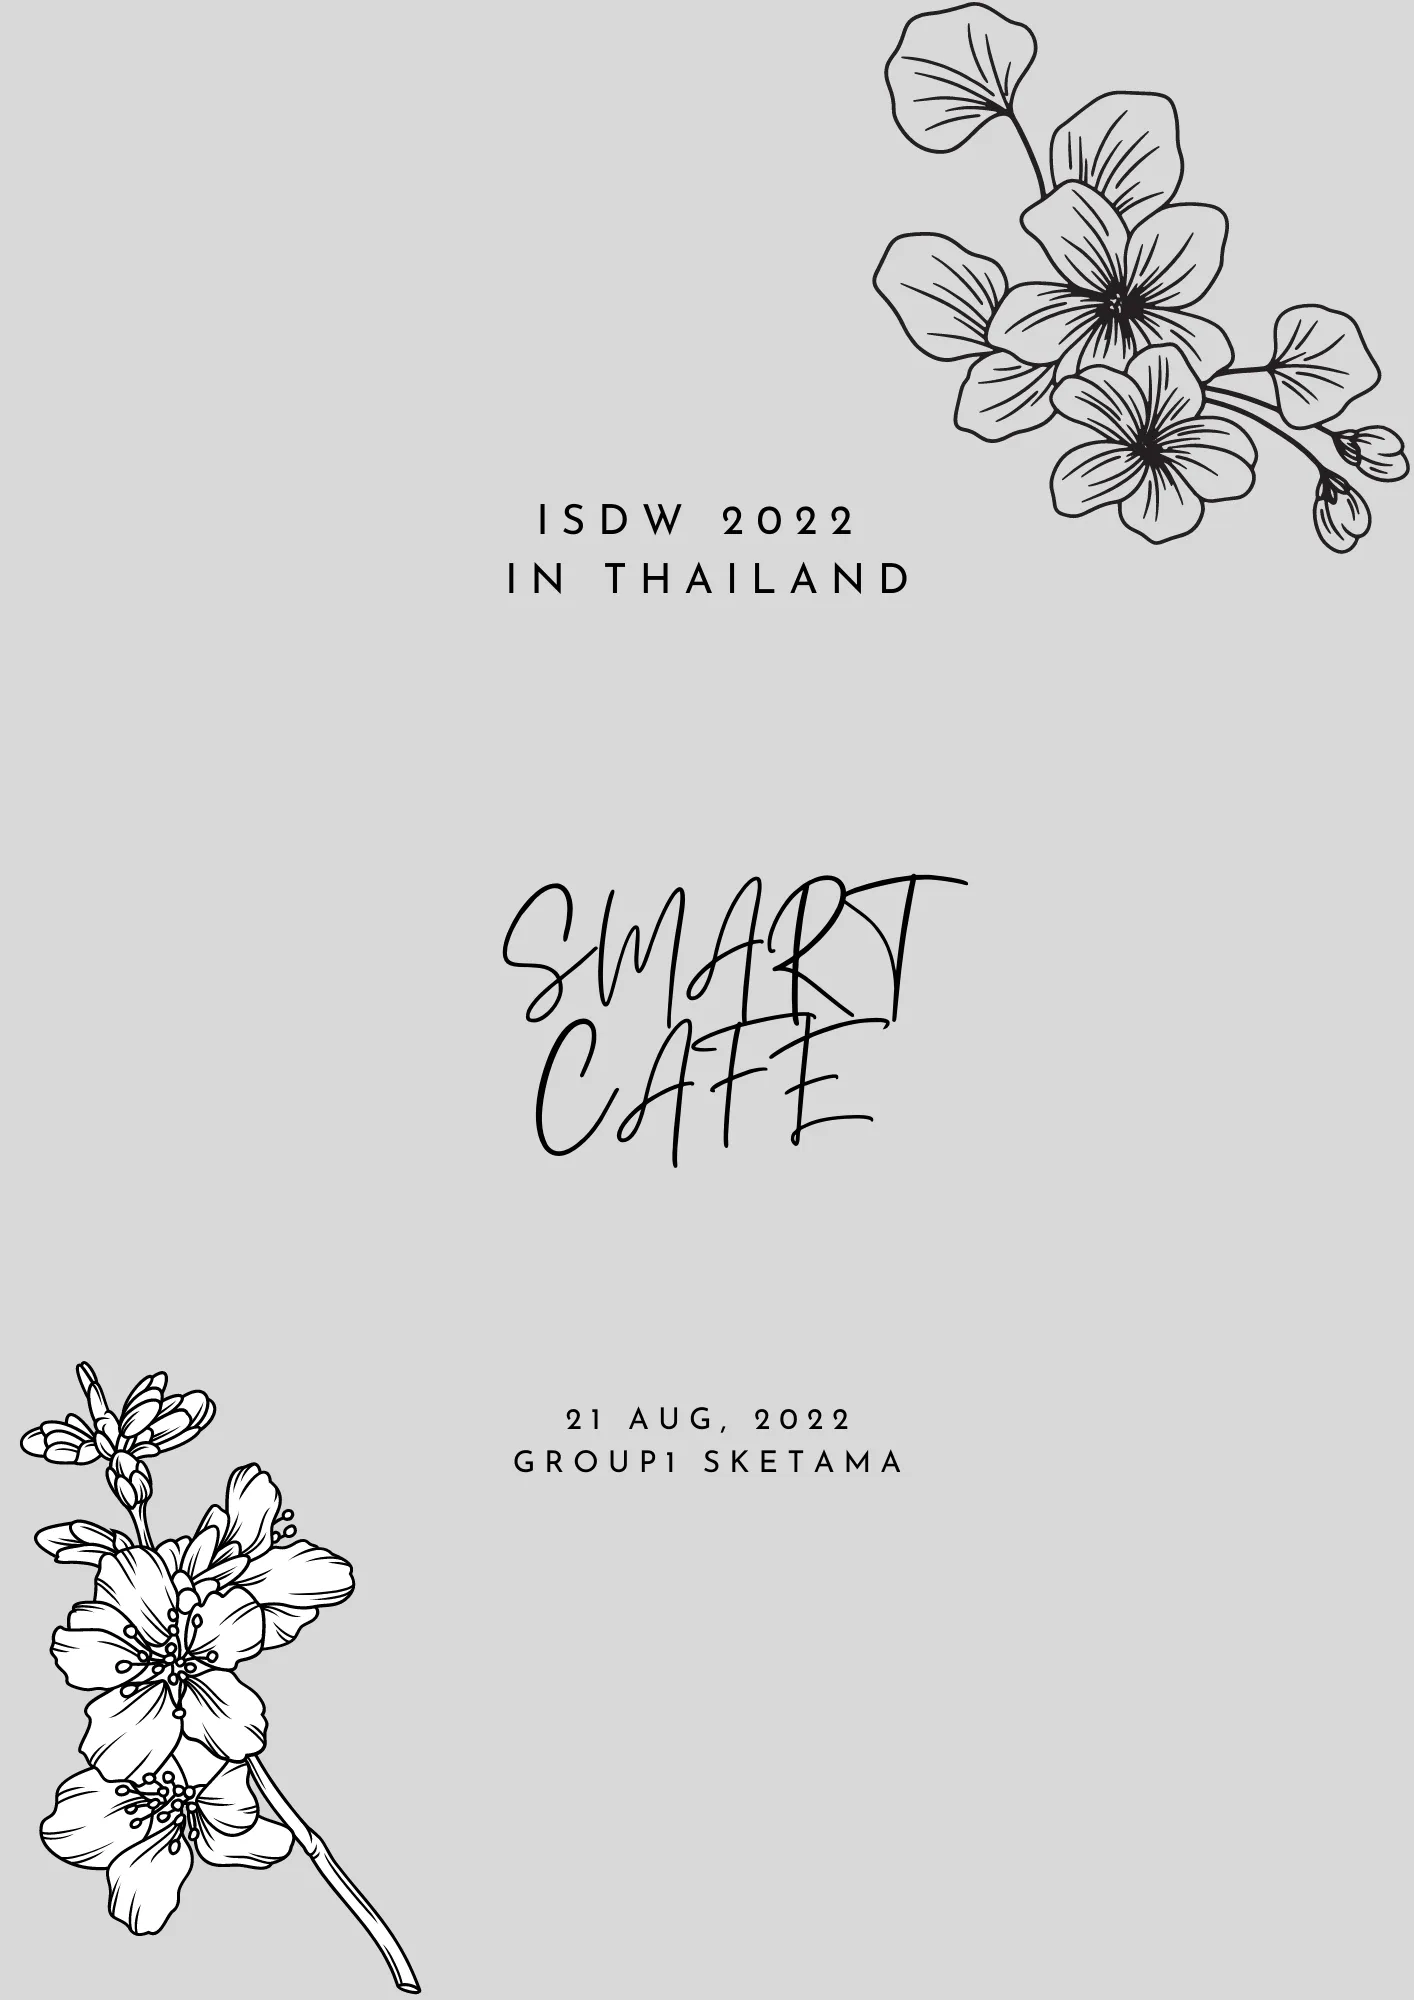 ISDW 2022
IN THAILAND
SMART
CAFE
21 AUG, 2022
GROUP1 SKETAMA